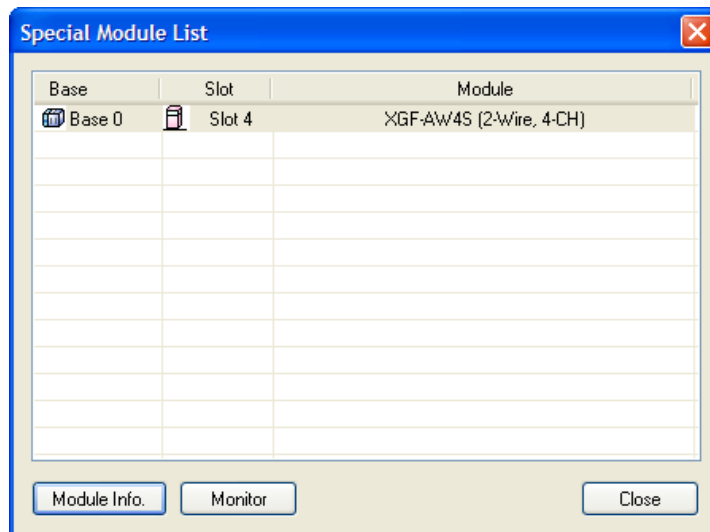 Special Module List
Base Slot Module
Base 0 Slot 4 XGF-AW4S (2-Wire, 4-CH)
Module Info. Monitor Close